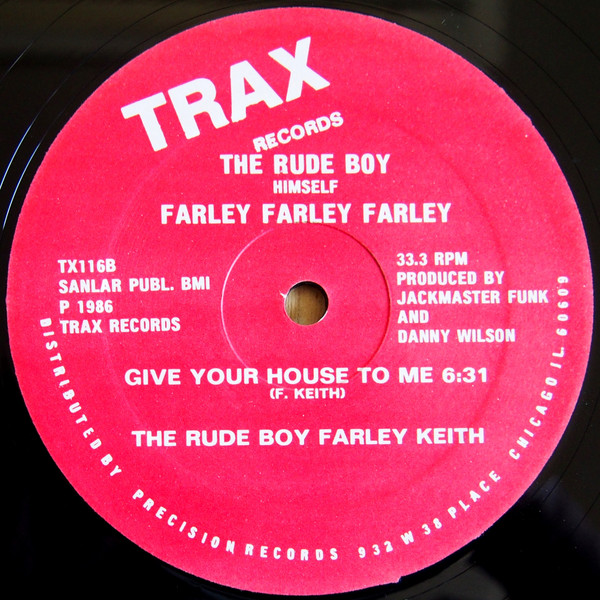 TRAX
RECORDS
THE RUDE BOY
HIMSELF
FARLEY FARLEY FARLEY
TX116B
SANLAR PUBL. BMI
P 1986
TRAX RECORDS
33.3 RPM
PRODUCED BY
JACKMASTER FUNK
AND
DANNY WILSON
GIVE YOUR HOUSE TO ME 6:31
(F. KEITH)
THE RUDE BOY FARLEY KEITH
DISTRIBUTED BY PRECISION RECORDS 932 W 38 PLACE CHICAGO IL. 60609